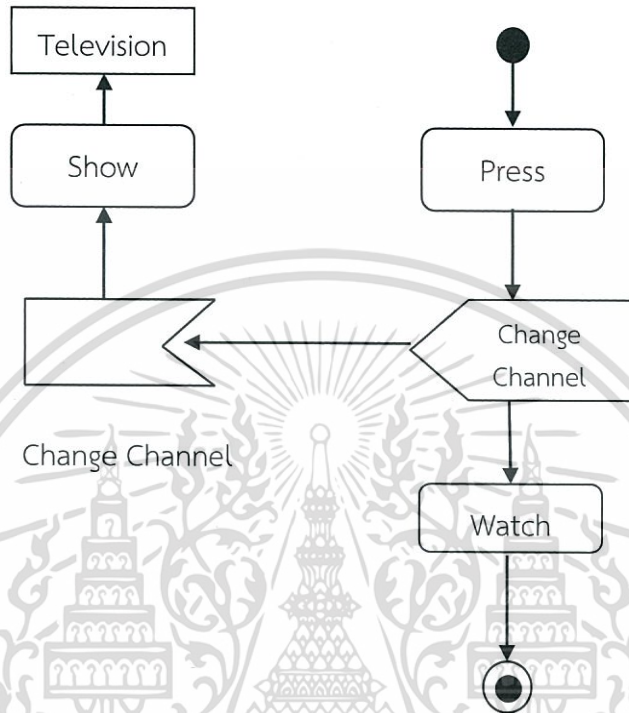 Television
Show
Press
Change
Channel
Change Channel
Watch